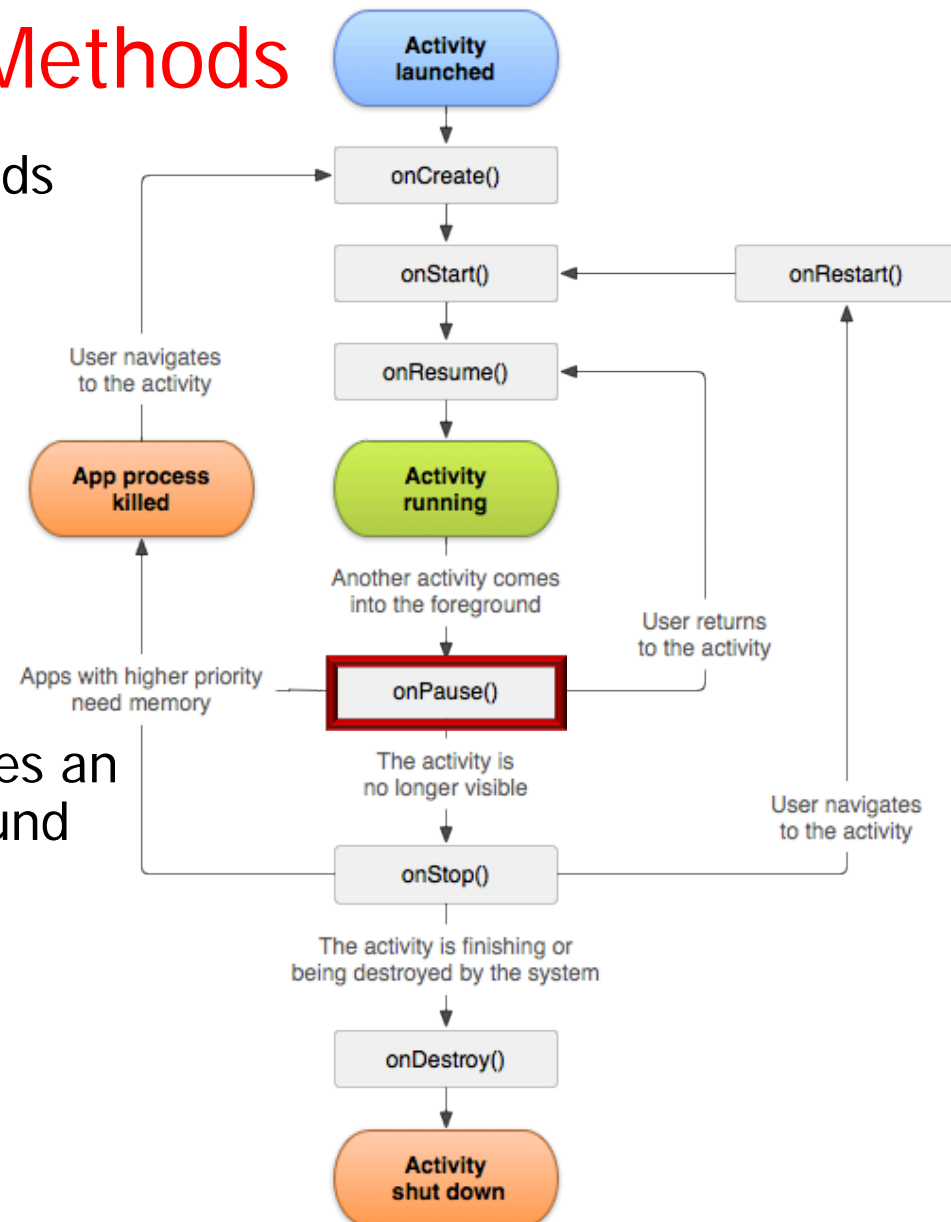 Methods
ds
Activity
launched
onCreate()
onStart()
onRestart()
onResume()
User navigates
to the activity
App process
killed
Activity
running
Another activity comes
into the foreground
User returns
to the activity
Apps with higher priority
need memory
onPause()
es an
und
The activity is
no longer visible
User navigates
to the activity
onStop()
The activity is finishing or
being destroyed by the system
onDestroy()
Activity
shut down